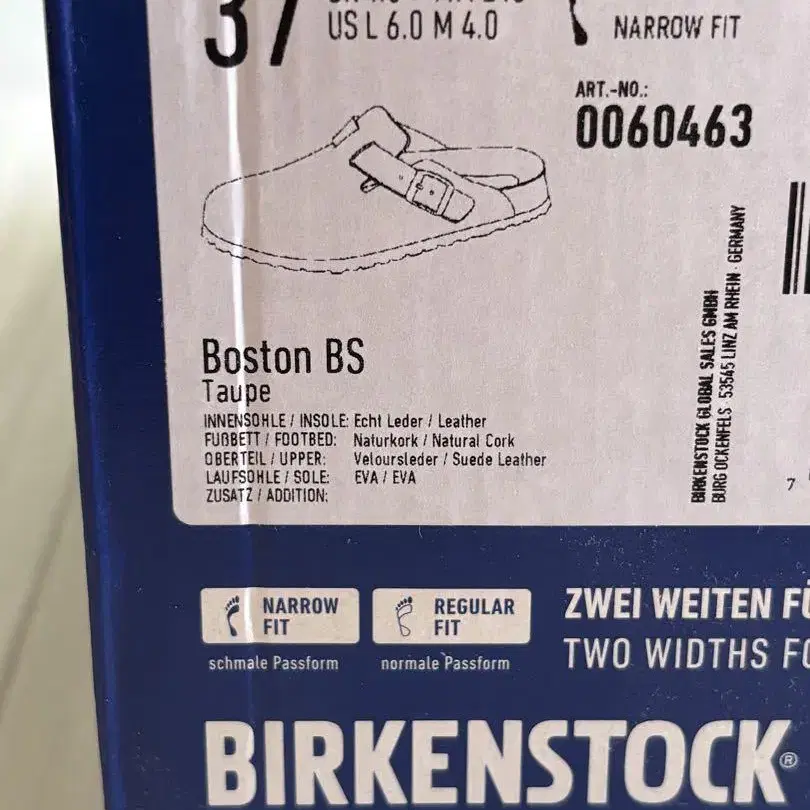 37
US L 6.0 M 4.0
NARROW FIT
ART.-NO.:
0060463
BIRKENSTOCK GLOBAL SALES GMBH
BURG OCKENFELS · 53545 LINZ AM RHEIN · GERMANY
7
Boston BS
Taupe
INNENSOHLE / INSOLE: Echt Leder / Leather
FUßBETT / FOOTBED: Naturkork / Natural Cork
OBERTEIL / UPPER: Veloursleder / Suede Leather
LAUFSOHLE / SOLE: EVA / EVA
ZUSATZ / ADDITION:
NARROW FIT
schmale Passform
REGULAR FIT
normale Passform
ZWEI WEITEN
TWO WIDTHS
BIRKENSTOCK®